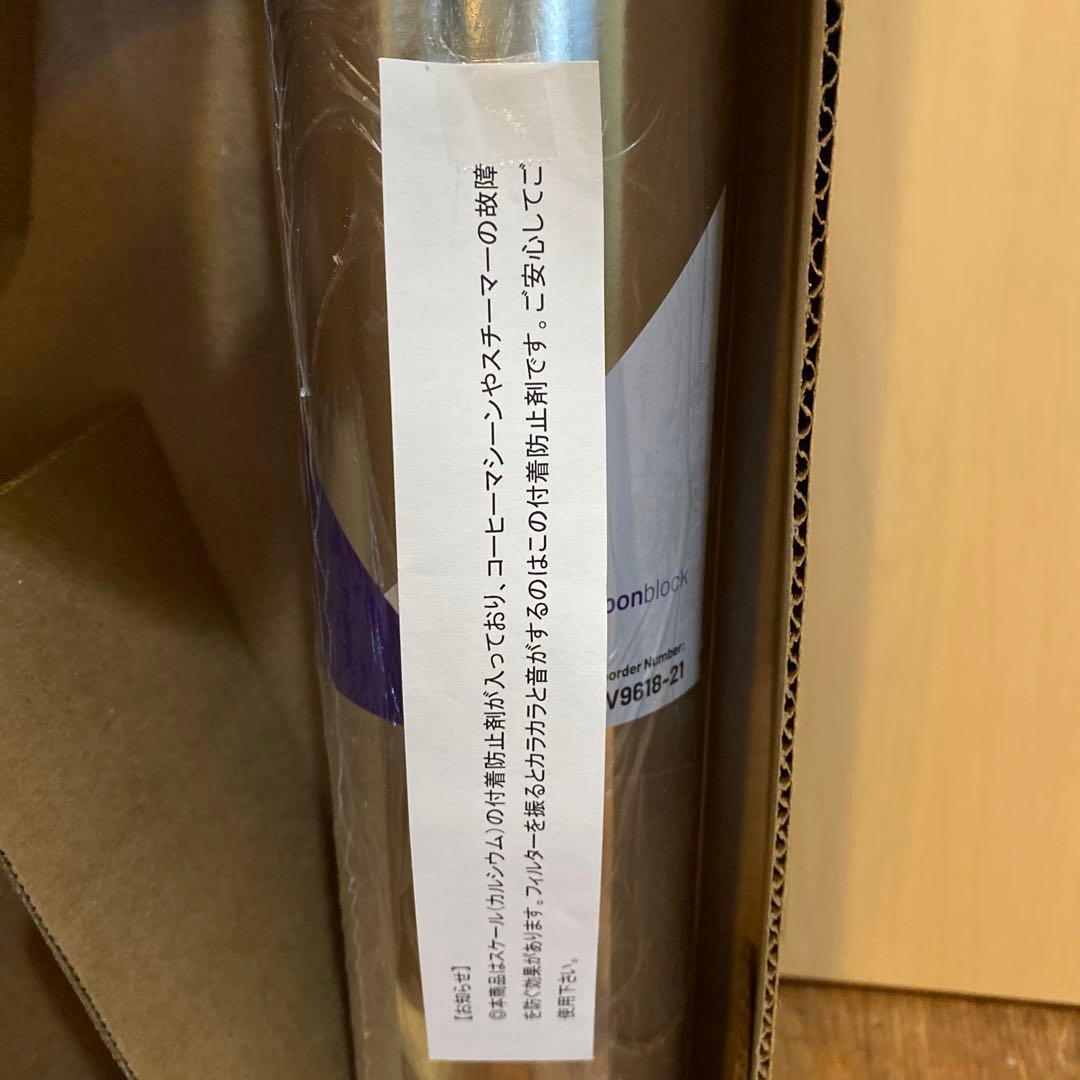 【お知らせ】
◎本商品はスケール(カルシウム)の付着防止剤が入っており、コーヒーマシーンやスチーマーの故障
を防ぐ効果があります。フィルターを振るとカラカラと音がするのはこの付着防止剤です。ご安心してご
使用下さい。
onblock
order Number:
V9618-21